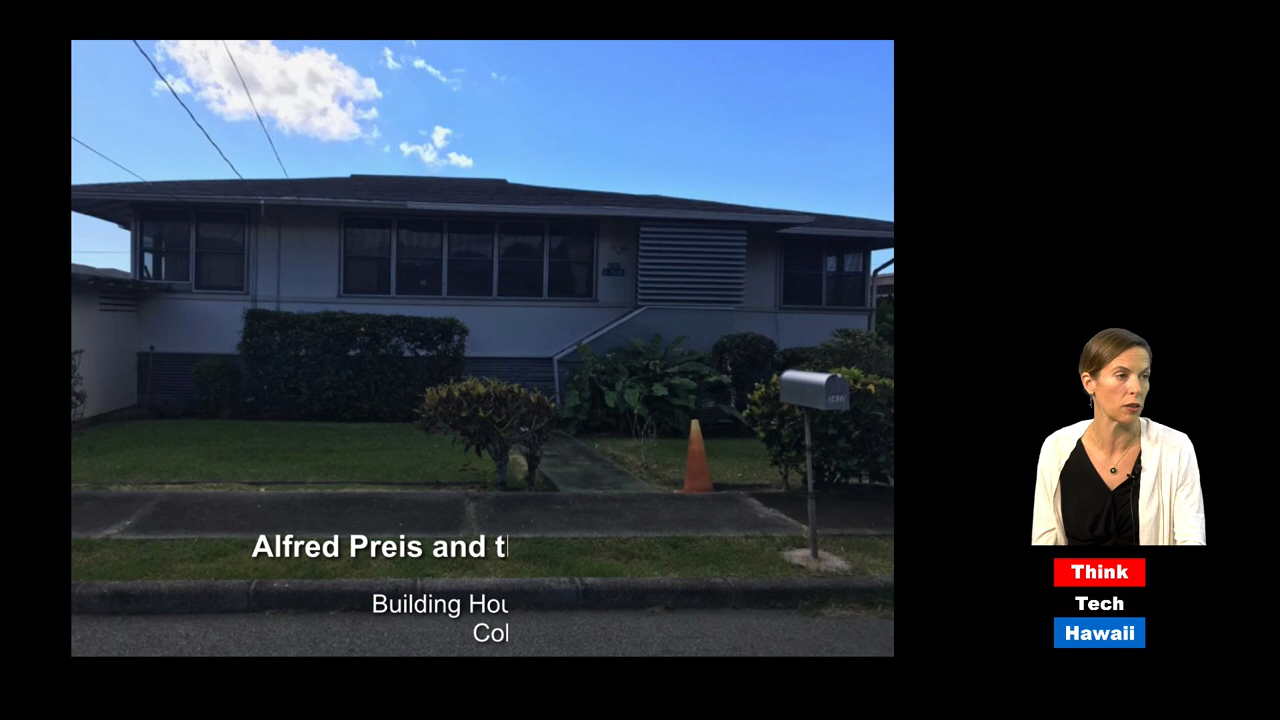 Alfred Preis and t
Building Hou
Col
Think
Tech
Hawaii